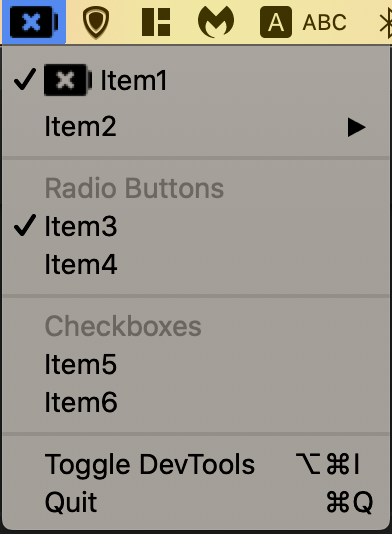 A ABC
Item1
Item2
Radio Buttons
Item3
Item4
Checkboxes
Item5
Item6
Toggle DevTools ⌥⌘I
Quit ⌘Q